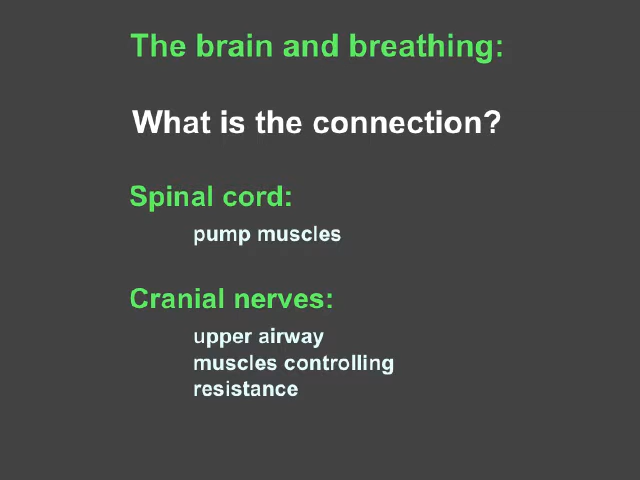 The brain and breathing:
What is the connection?
Spinal cord:
pump muscles
Cranial nerves:
upper airway
muscles controlling
resistance